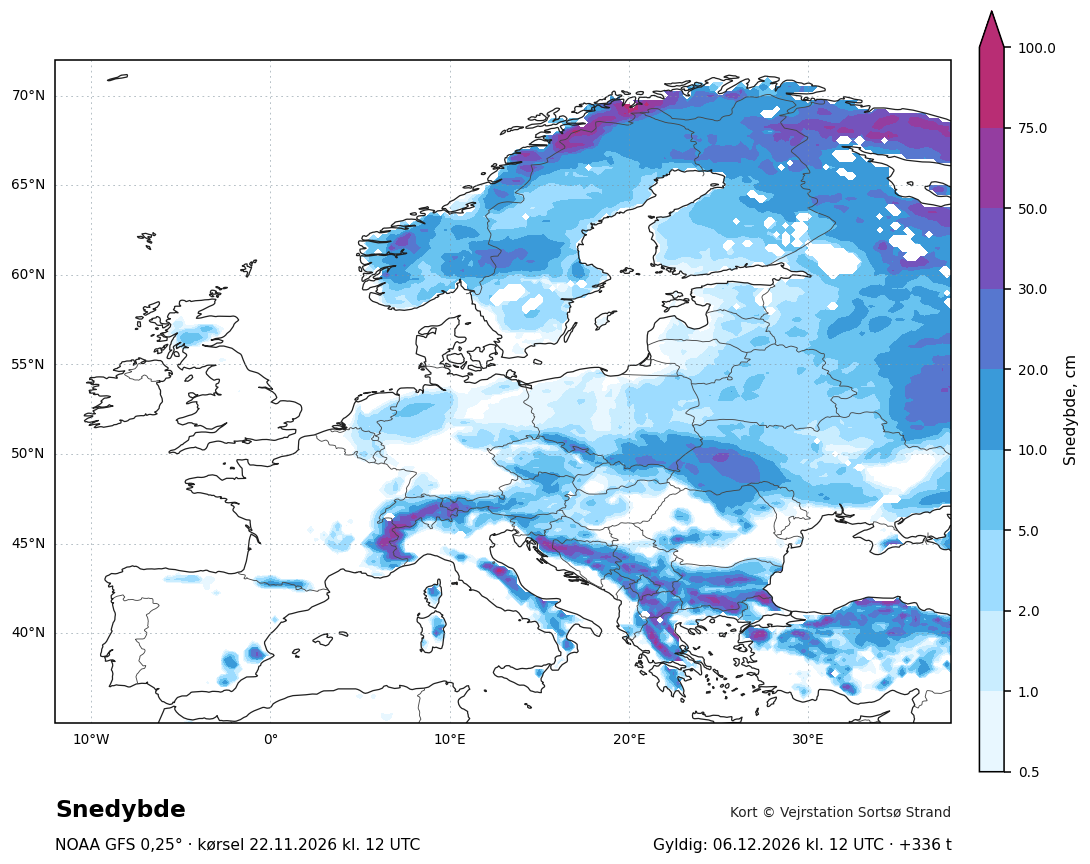 100.0
75.0
50.0
30.0
20.0
10.0
5.0
2.0
1.0
0.5
Snedybde, cm
70°N
65°N
60°N
55°N
50°N
45°N
40°N
10°W
0°
10°E
20°E
30°E
Snedybde
Kort © Vejrstation Sortsø Strand
NOAA GFS 0,25° · kørsel 22.11.2026 kl. 12 UTC
Gyldig: 06.12.2026 kl. 12 UTC · +336 t